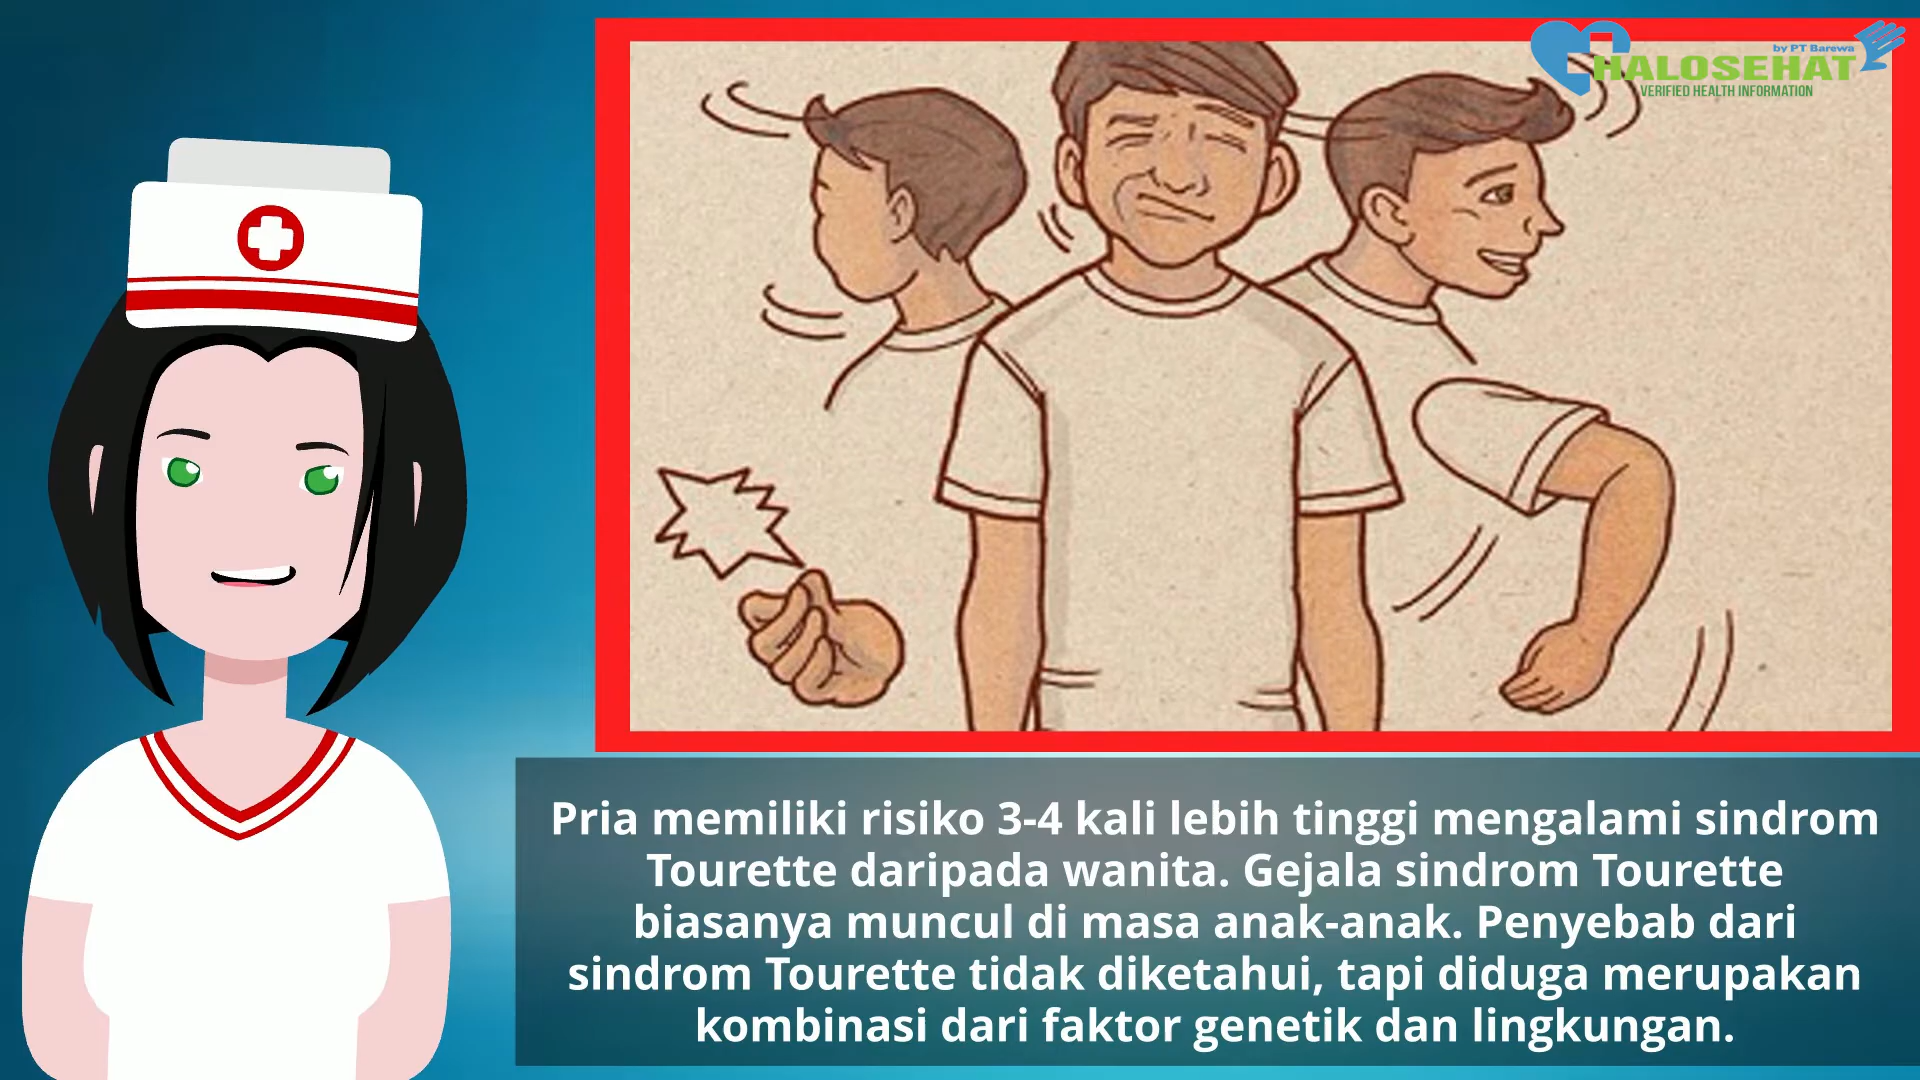 by PT Barewa
HALOSEHAT
VERIFIED HEALTH INFORMATION
Pria memiliki risiko 3-4 kali lebih tinggi mengalami sindrom
Tourette daripada wanita. Gejala sindrom Tourette
biasanya muncul di masa anak-anak. Penyebab dari
sindrom Tourette tidak diketahui, tapi diduga merupakan
kombinasi dari faktor genetik dan lingkungan.